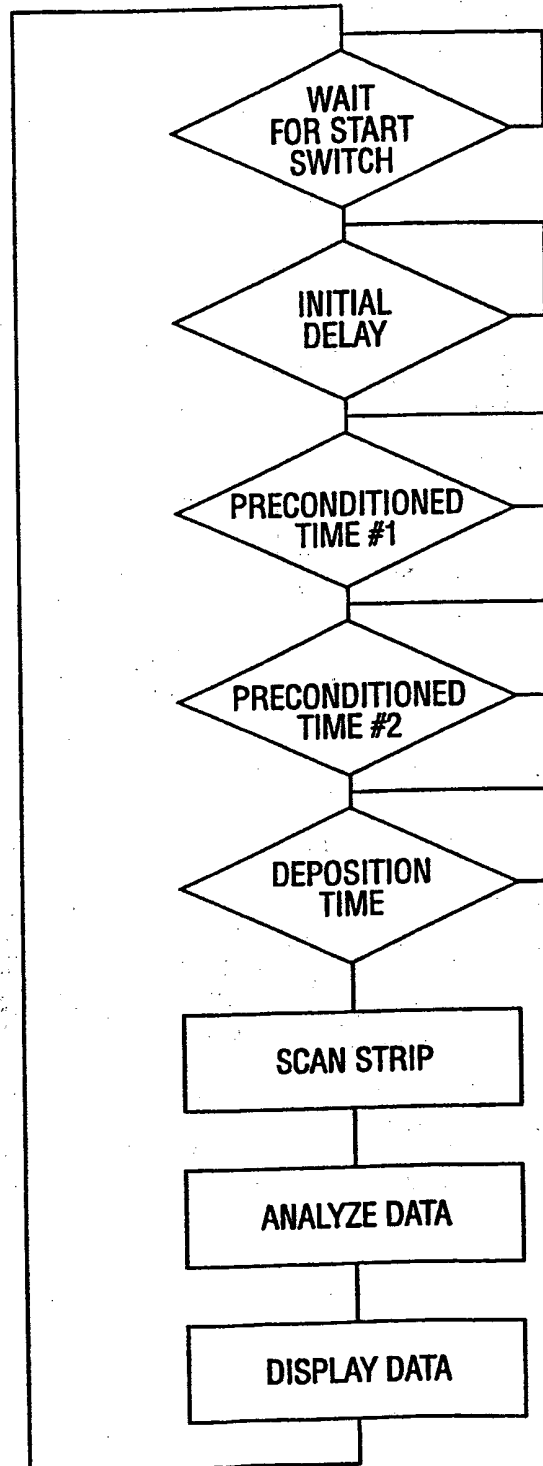 WAIT
FOR START
SWITCH
INITIAL
DELAY
PRECONDITIONED
TIME #1
PRECONDITIONED
TIME #2
DEPOSITION
TIME
SCAN STRIP
ANALYZE DATA
DISPLAY DATA